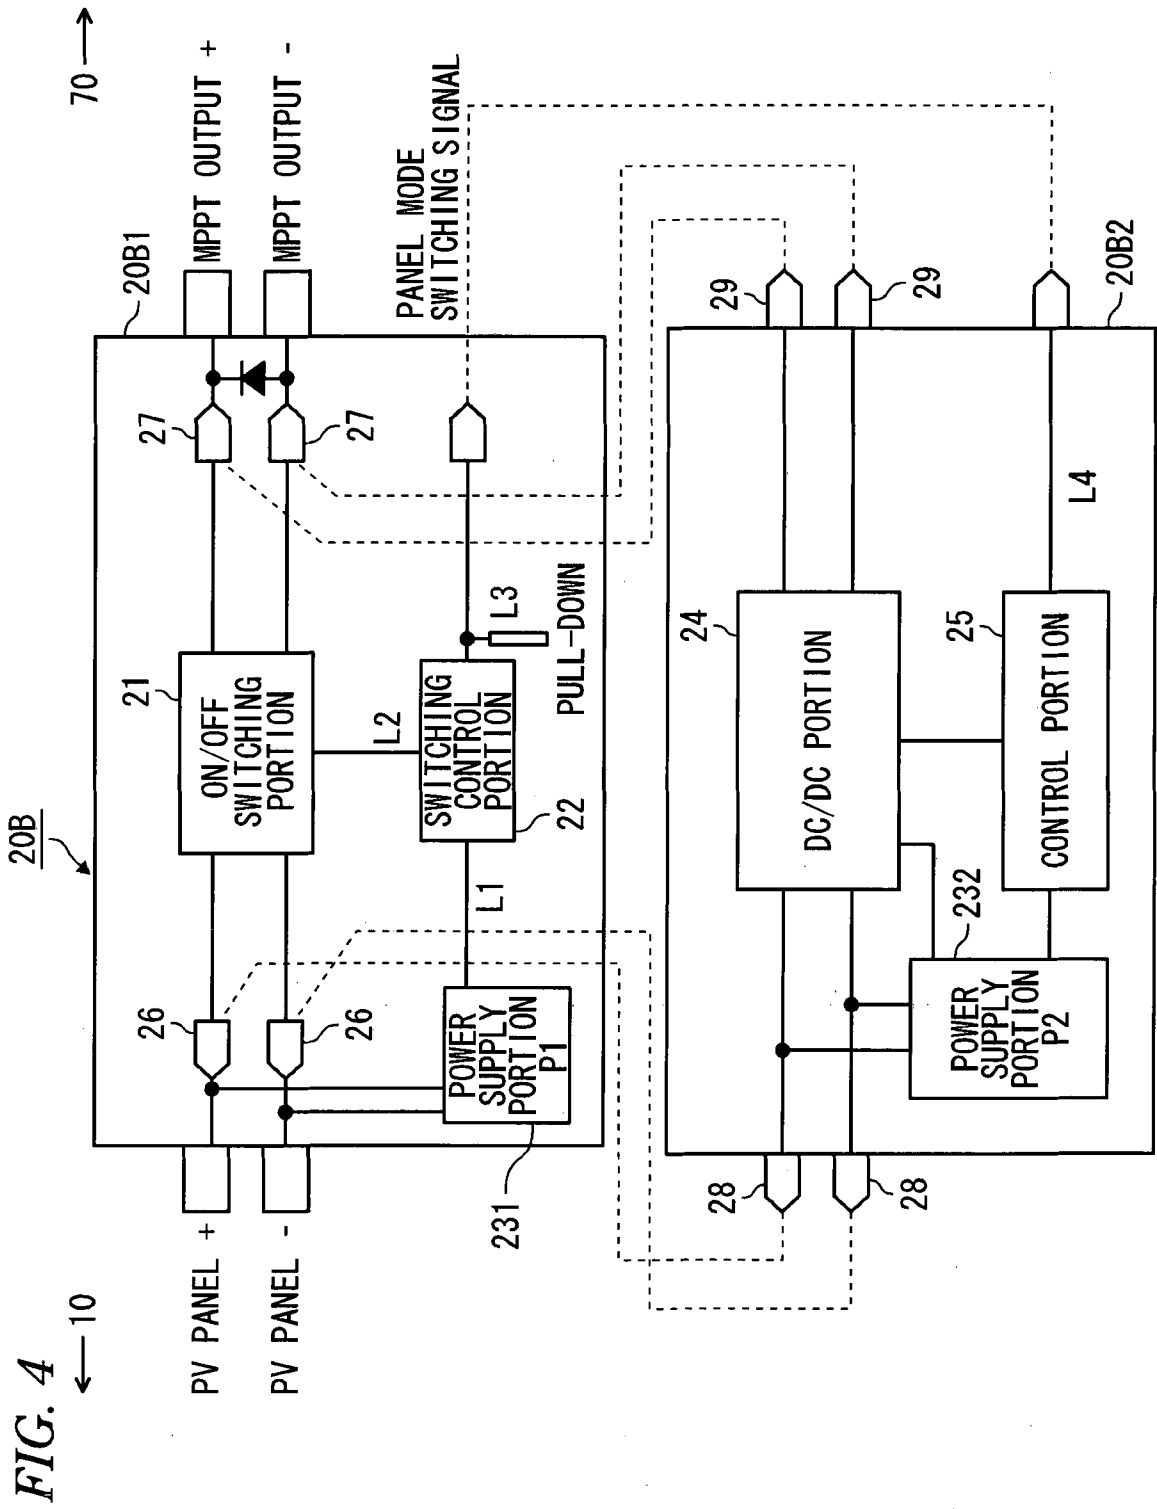 FIG. 4
20B
←10
70→
PV PANEL +
PV PANEL -
26
26
21
ON/OFF
SWITCHING
PORTION
27
27
20B1
MPPT OUTPUT +
MPPT OUTPUT -
231
POWER
SUPPLY
PORTION
P1
L1
L2
SWITCHING
CONTROL
PORTION
22
L3
PULL-DOWN
PANEL MODE
SWITCHING SIGNAL
28
28
24
DC/DC PORTION
29
29
232
POWER
SUPPLY
PORTION
P2
25
CONTROL PORTION
L4
20B2